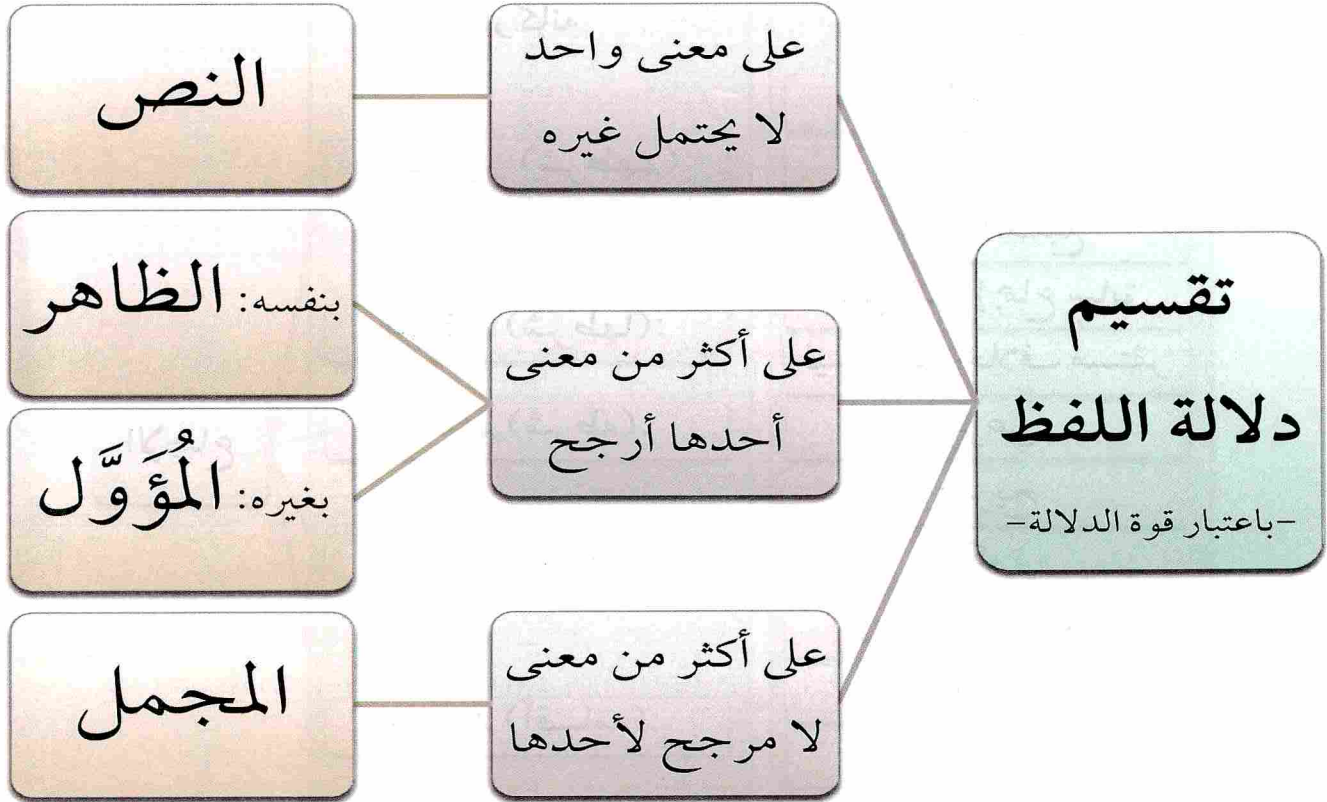 تقسيم
دلالة اللفظ
-باعتبار قوة الدلالة-
على معنى واحد
لا يحتمل غيره
النص
على أكثر من معنى
أحدها أرجح
بنفسه: الظاهر
بغيره: المُؤَوَّل
على أكثر من معنى
لا مرجح لأحدها
المجمل